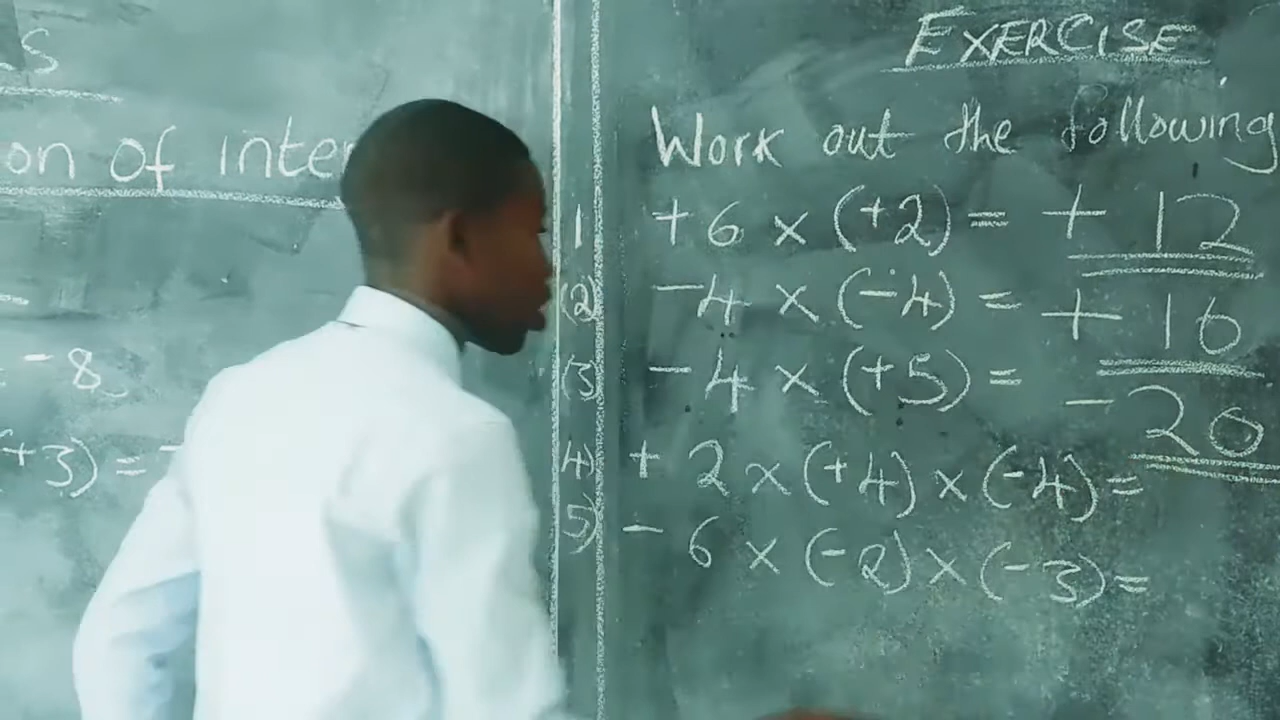 S
on of inter
- 8
(+3) = -
EXERCISE
Work out the following
1 + 6 × (+2) = + 12
(2) - 4 × (-4) = + 16
(3) - 4 × (+5) = - 20
4) + 2 × (+4) × (-4) =
5) - 6 × (-2) × (-3) =